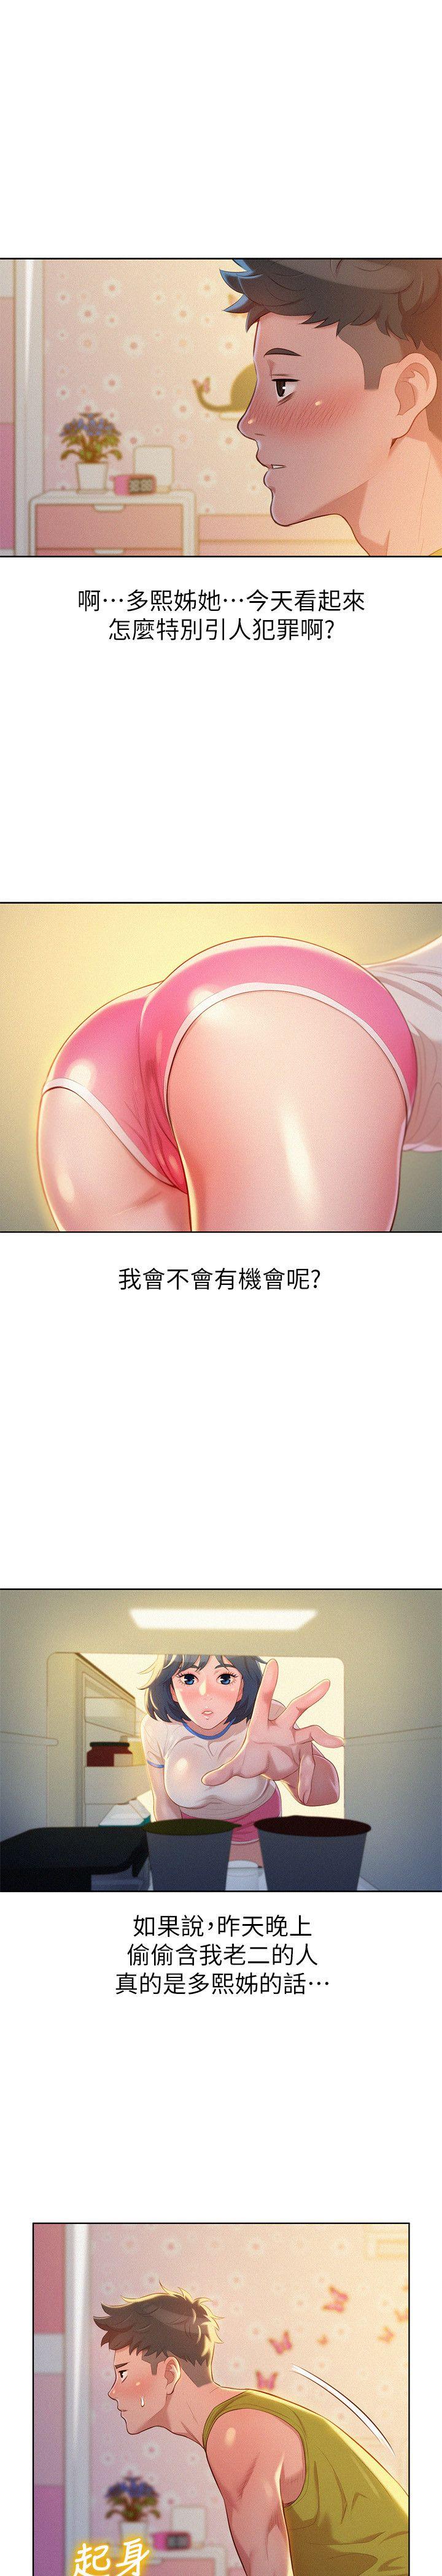 啊⋯多熙姊她⋯今天看起來
怎麼特別引人犯罪啊?
我會不會有機會呢?
如果說，昨天晚上
偷偷含我老二的人
真的是多熙姊的話⋯
起身